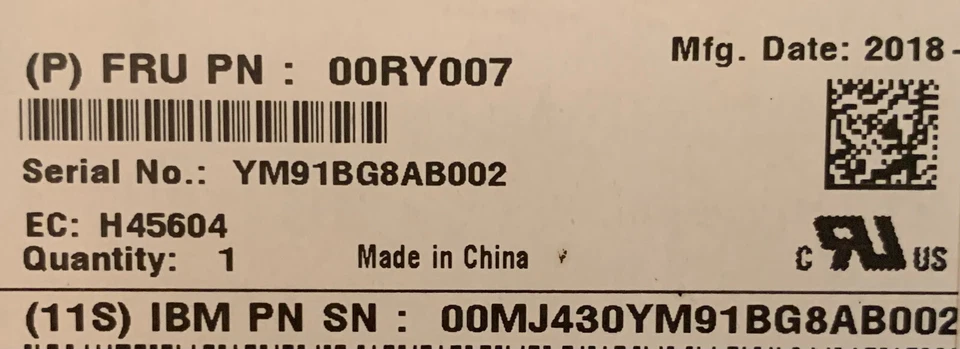 (P) FRU PN : 00RY007
Mfg. Date: 2018-
Serial No.: YM91BG8AB002
EC: H45604
Quantity: 1
Made in China
C RU US
(11S) IBM PN SN : 00MJ430YM91BG8AB002